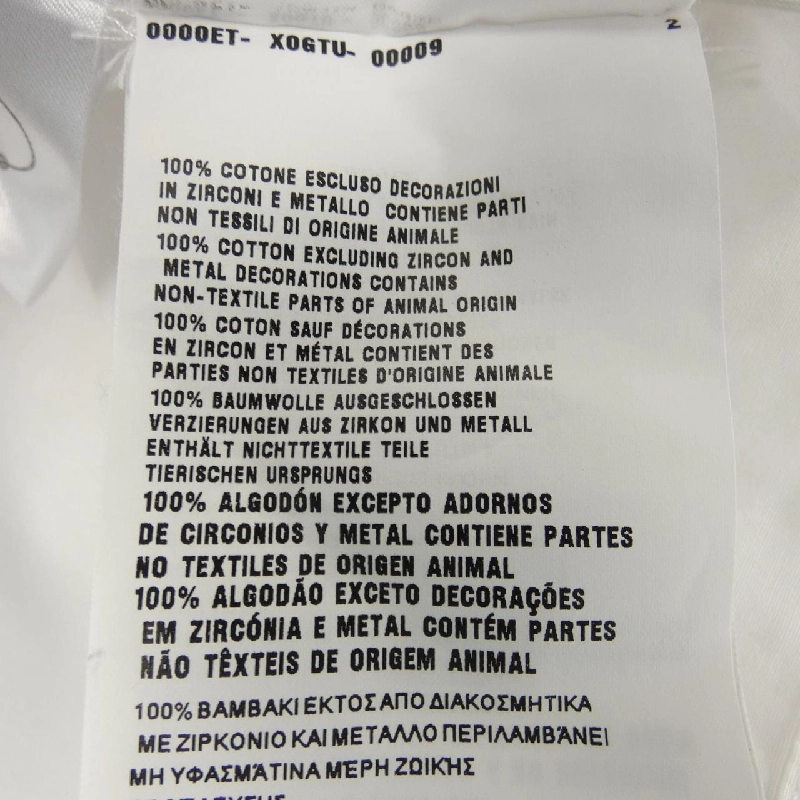 0000ET- X0GTU- 00009
2
100% COTONE ESCLUSO DECORAZIONI
IN ZIRCONI E METALLO CONTIENE PARTI
NON TESSILI DI ORIGINE ANIMALE
100% COTTON EXCLUDING ZIRCON AND
METAL DECORATIONS CONTAINS
NON-TEXTILE PARTS OF ANIMAL ORIGIN
100% COTON SAUF DÉCORATIONS
EN ZIRCON ET MÉTAL CONTIENT DES
PARTIES NON TEXTILES D'ORIGINE ANIMALE
100% BAUMWOLLE AUSGESCHLOSSEN
VERZIERUNGEN AUS ZIRKON UND METALL
ENTHÄLT NICHTTEXTILE TEILE
TIERISCHEN URSPRUNGS
100% ALGODÓN EXCEPTO ADORNOS
DE CIRCONIOS Y METAL CONTIENE PARTES
NO TEXTILES DE ORIGEN ANIMAL
100% ALGODÃO EXCETO DECORAÇÕES
EM ZIRCÓNIA E METAL CONTÉM PARTES
NÃO TÊXTEIS DE ORIGEM ANIMAL
100% ΒΑΜΒΑΚΙ ΕΚΤΟΣ ΑΠΟ ΔΙΑΚΟΣΜΗΤΙΚΑ
ΜΕ ΖΙΡΚΟΝΙΟ ΚΑΙ ΜΕΤΑΛΛΟ ΠΕΡΙΛΑΜΒΆΝΕΙ
ΜΗ ΥΦΑΣΜΆΤΙΝΑ ΜΈΡΗ ΖΩΙΚΉΣ